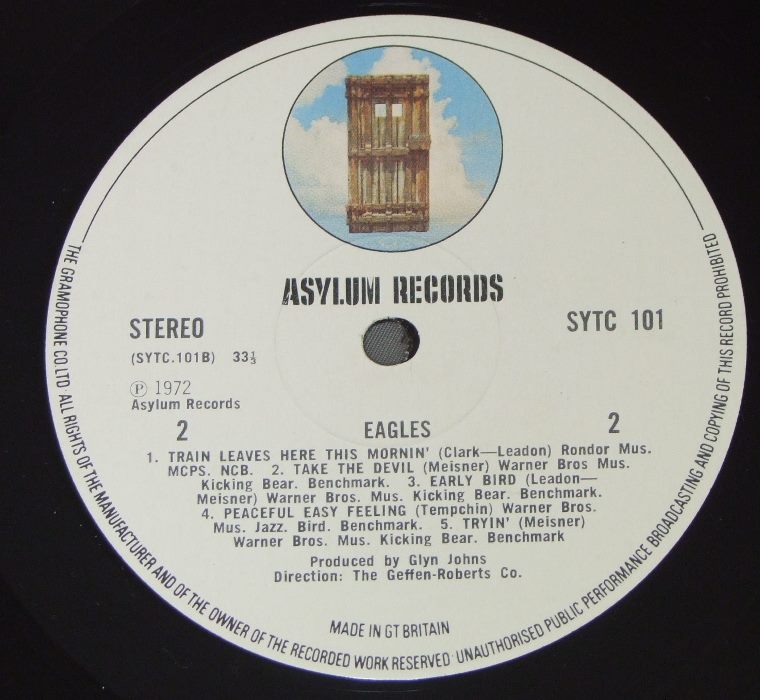 ASYLUM RECORDS
STEREO
SYTC 101
(SYTC.101B) 33⅓
Ⓟ 1972
Asylum Records
2
EAGLES
2
1. TRAIN LEAVES HERE THIS MORNIN' (Clark—Leadon) Rondor Mus.
MCPS. NCB. 2. TAKE THE DEVIL (Meisner) Warner Bros Mus.
Kicking Bear. Benchmark. 3. EARLY BIRD (Leadon—
Meisner) Warner Bros. Mus. Kicking Bear. Benchmark.
4. PEACEFUL EASY FEELING (Tempchin) Warner Bros.
Mus. Jazz. Bird. Benchmark. 5. TRYIN' (Meisner)
Warner Bros. Mus. Kicking Bear. Benchmark
Produced by Glyn Johns
Direction: The Geffen-Roberts Co.
MADE IN GT BRITAIN
THE GRAMOPHONE CO.LTD · ALL RIGHTS OF THE MANUFACTURER AND OF THE OWNER OF THE RECORDED WORK RESERVED · UNAUTHORISED PUBLIC PERFORMANCE BROADCASTING AND COPYING OF THIS RECORD PROHIBITED